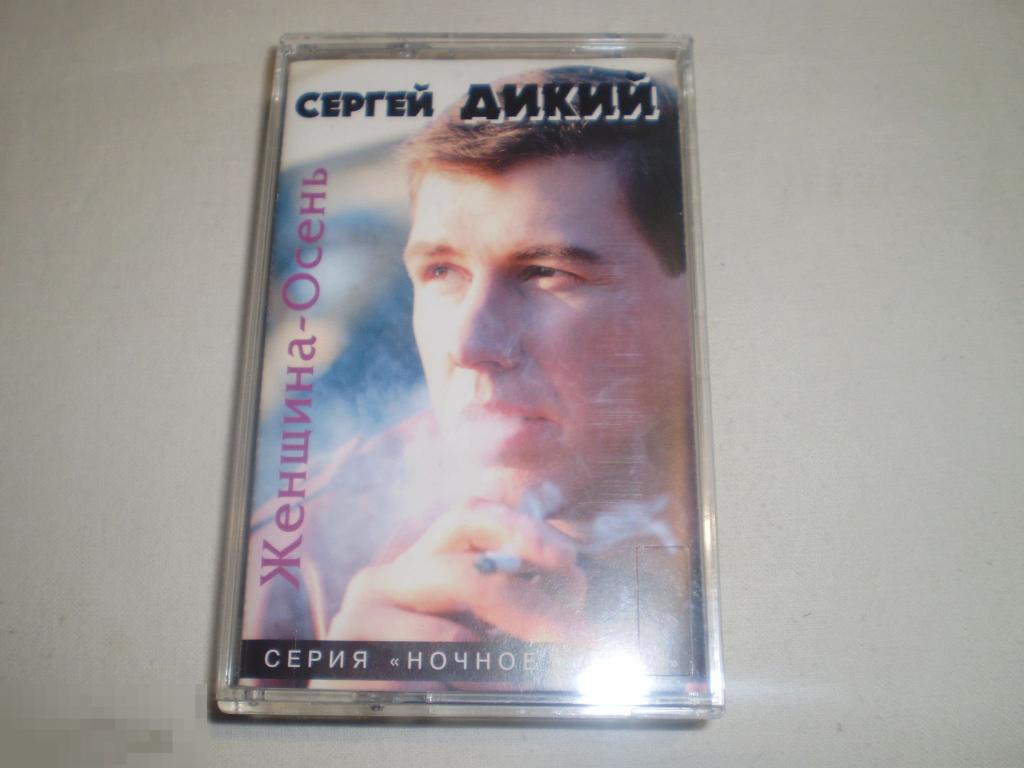 СЕРГЕЙ ДИКИЙ
Женщина-Осень
СЕРИЯ «НОЧНОЕ